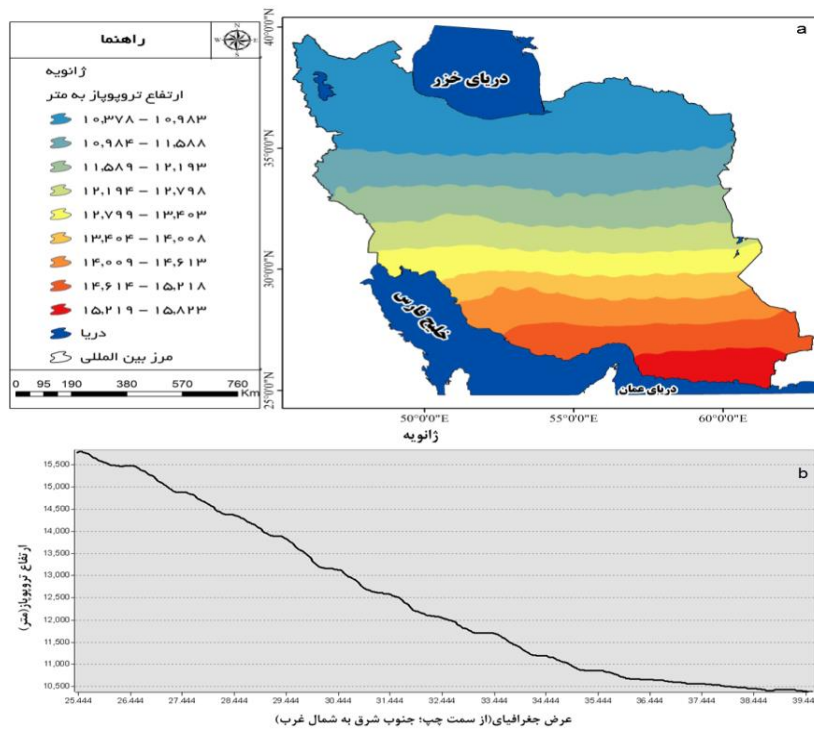 راهنما
N
W E
S
ژانویه
ارتفاع تروپوپاز به متر
۱۰,۳۷۸ – ۱۰,۹۸۳
۱۰,۹۸۴ – ۱۱,۵۸۸
۱۱,۵۸۹ – ۱۲,۱۹۳
۱۲,۱۹۴ – ۱۲,۷۹۸
۱۲,۷۹۹ – ۱۳,۴۰۳
۱۳,۴۰۴ – ۱۴,۰۰۸
۱۴,۰۰۹ – ۱۴,۶۱۳
۱۴,۶۱۴ – ۱۵,۲۱۸
۱۵,۲۱۹ – ۱۵,۸۲۳
دریا
مرز بین المللی
0 95 190 380 570 760
Km
a
40°0'0"N
35°0'0"N
30°0'0"N
25°0'0"N
دریای خزر
خلیج فارس
دریای عمان
50°0'0"E 55°0'0"E 60°0'0"E
ژانویه
b
ارتفاع تروپوپاز(متر)
15,500
15,000
14,500
14,000
13,500
13,000
12,500
12,000
11,500
11,000
10,500
25.444 26.444 27.444 28.444 29.444 30.444 31.444 32.444 33.444 34.444 35.444 36.444 37.444 38.444 39.444
عرض جغرافیای(از سمت چپ؛ جنوب شرق به شمال غرب)